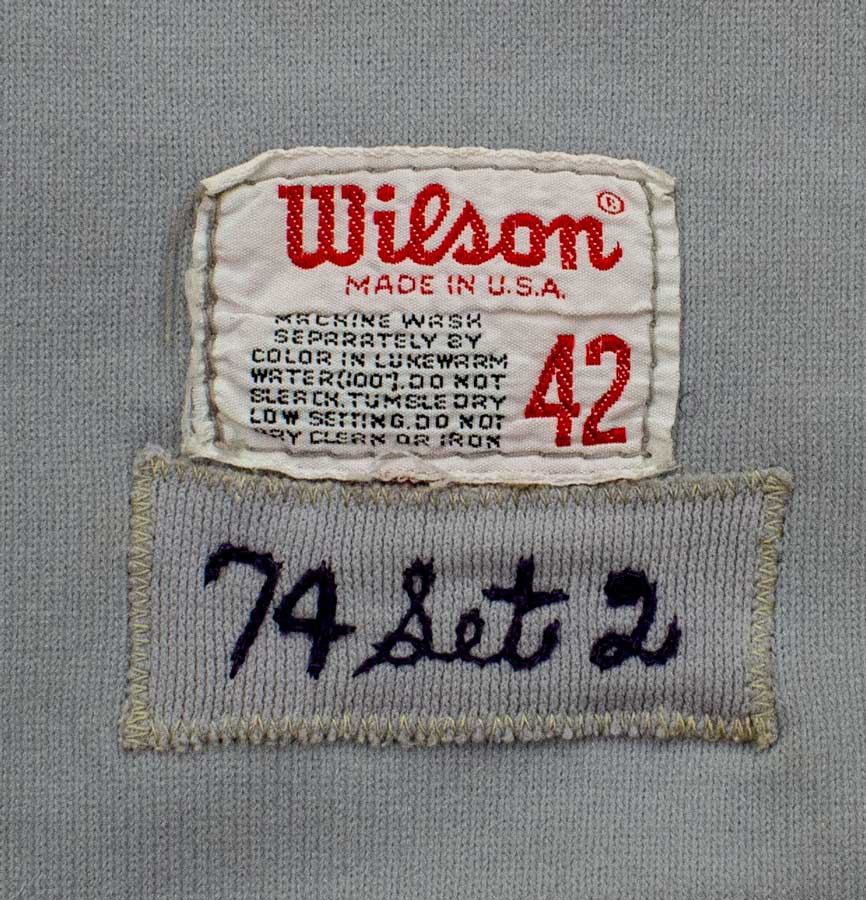 Wilson ®
MADE IN U.S.A.
MACHINE WASH
SEPARATELY BY
COLOR IN LUKEWARM
WATER(100°). DO NOT
BLEACH. TUMBLE DRY
LOW SETTING. DO NOT
DRY CLEAN OR IRON
42
74 Set 2